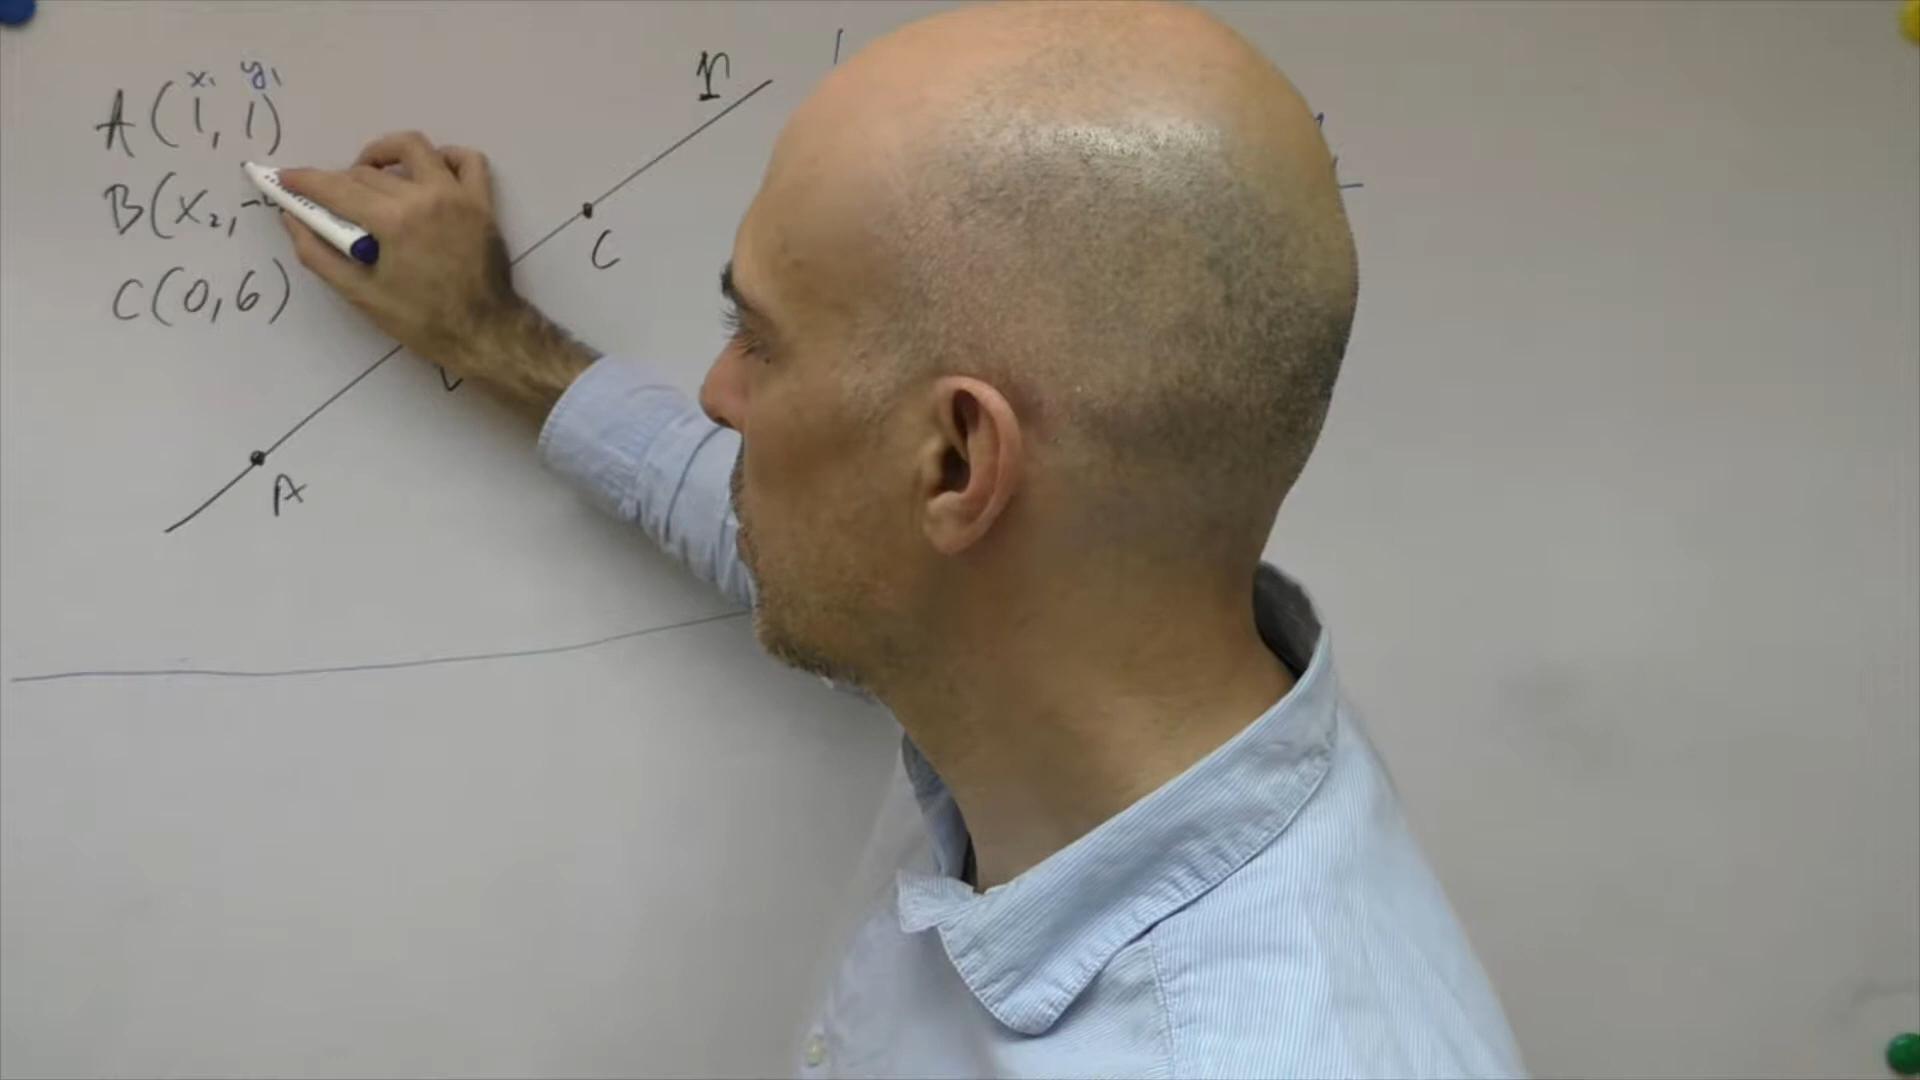 x₁ y₁
A(1, 1)
B(x₂, -
C(0, 6)
r
C
A